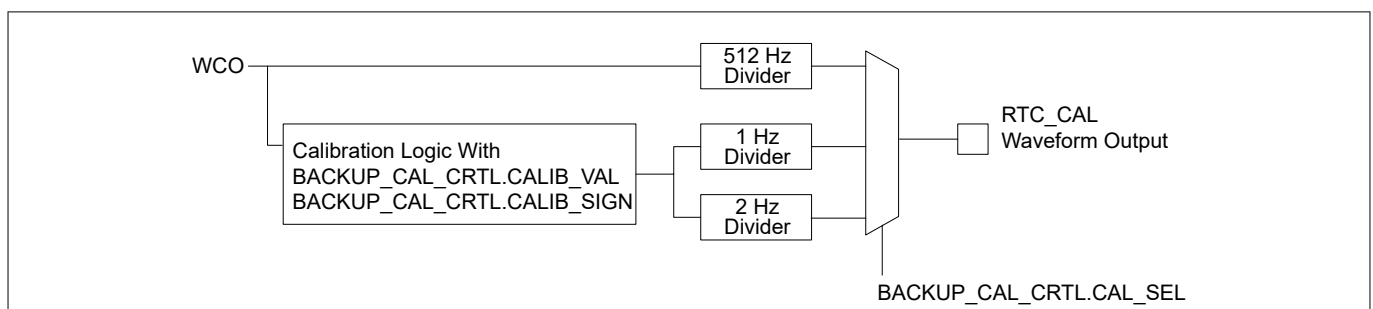 WCO
512 Hz
Divider
RTC_CAL
Waveform Output
1 Hz
Divider
Calibration Logic With
BACKUP_CAL_CRTL.CALIB_VAL
BACKUP_CAL_CRTL.CALIB_SIGN
2 Hz
Divider
BACKUP_CAL_CRTL.CAL_SEL